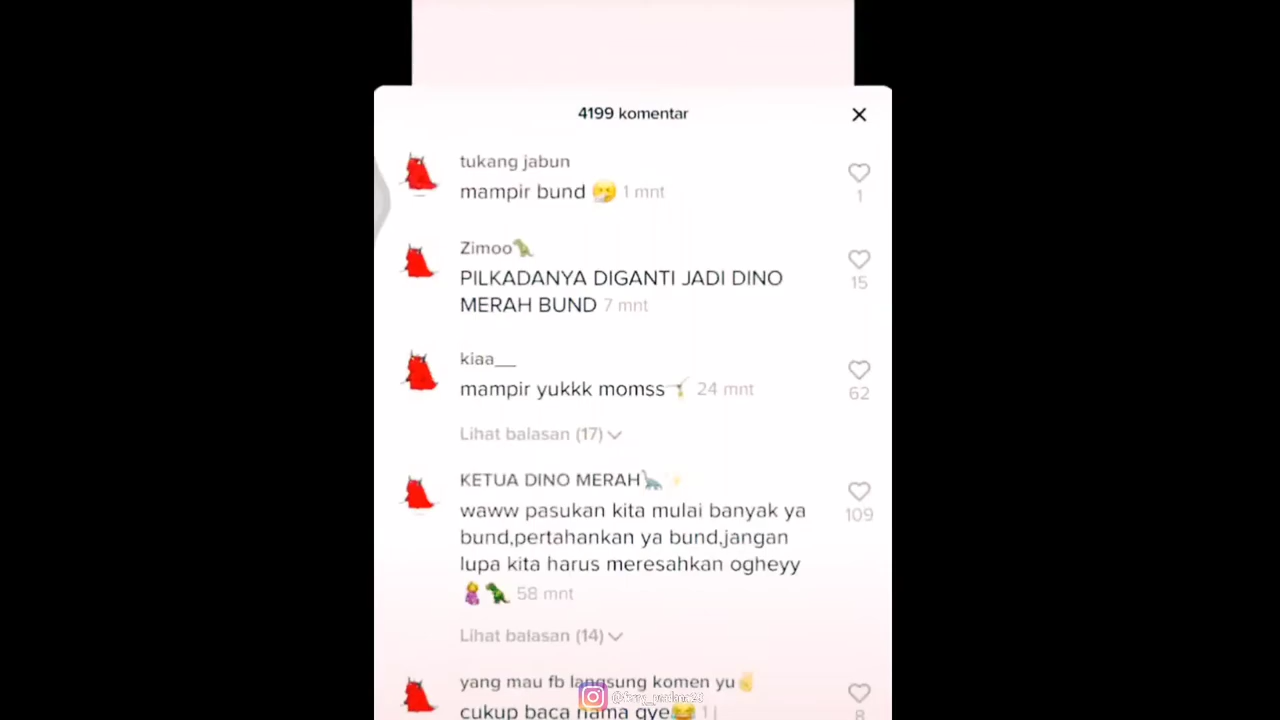 4199 komentar
tukang jabun
mampir bund 1 mnt
1
Zimoo
PILKADANYA DIGANTI JADI DINO
MERAH BUND 7 mnt
15
kiaa__
mampir yukkk momss 24 mnt
62
Lihat balasan (17)
KETUA DINO MERAH
waww pasukan kita mulai banyak ya
bund,pertahankan ya bund,jangan
lupa kita harus meresahkan ogheyy
58 mnt
109
Lihat balasan (14)
yang mau fb langsung komen yu
cukup baca nama gye
8